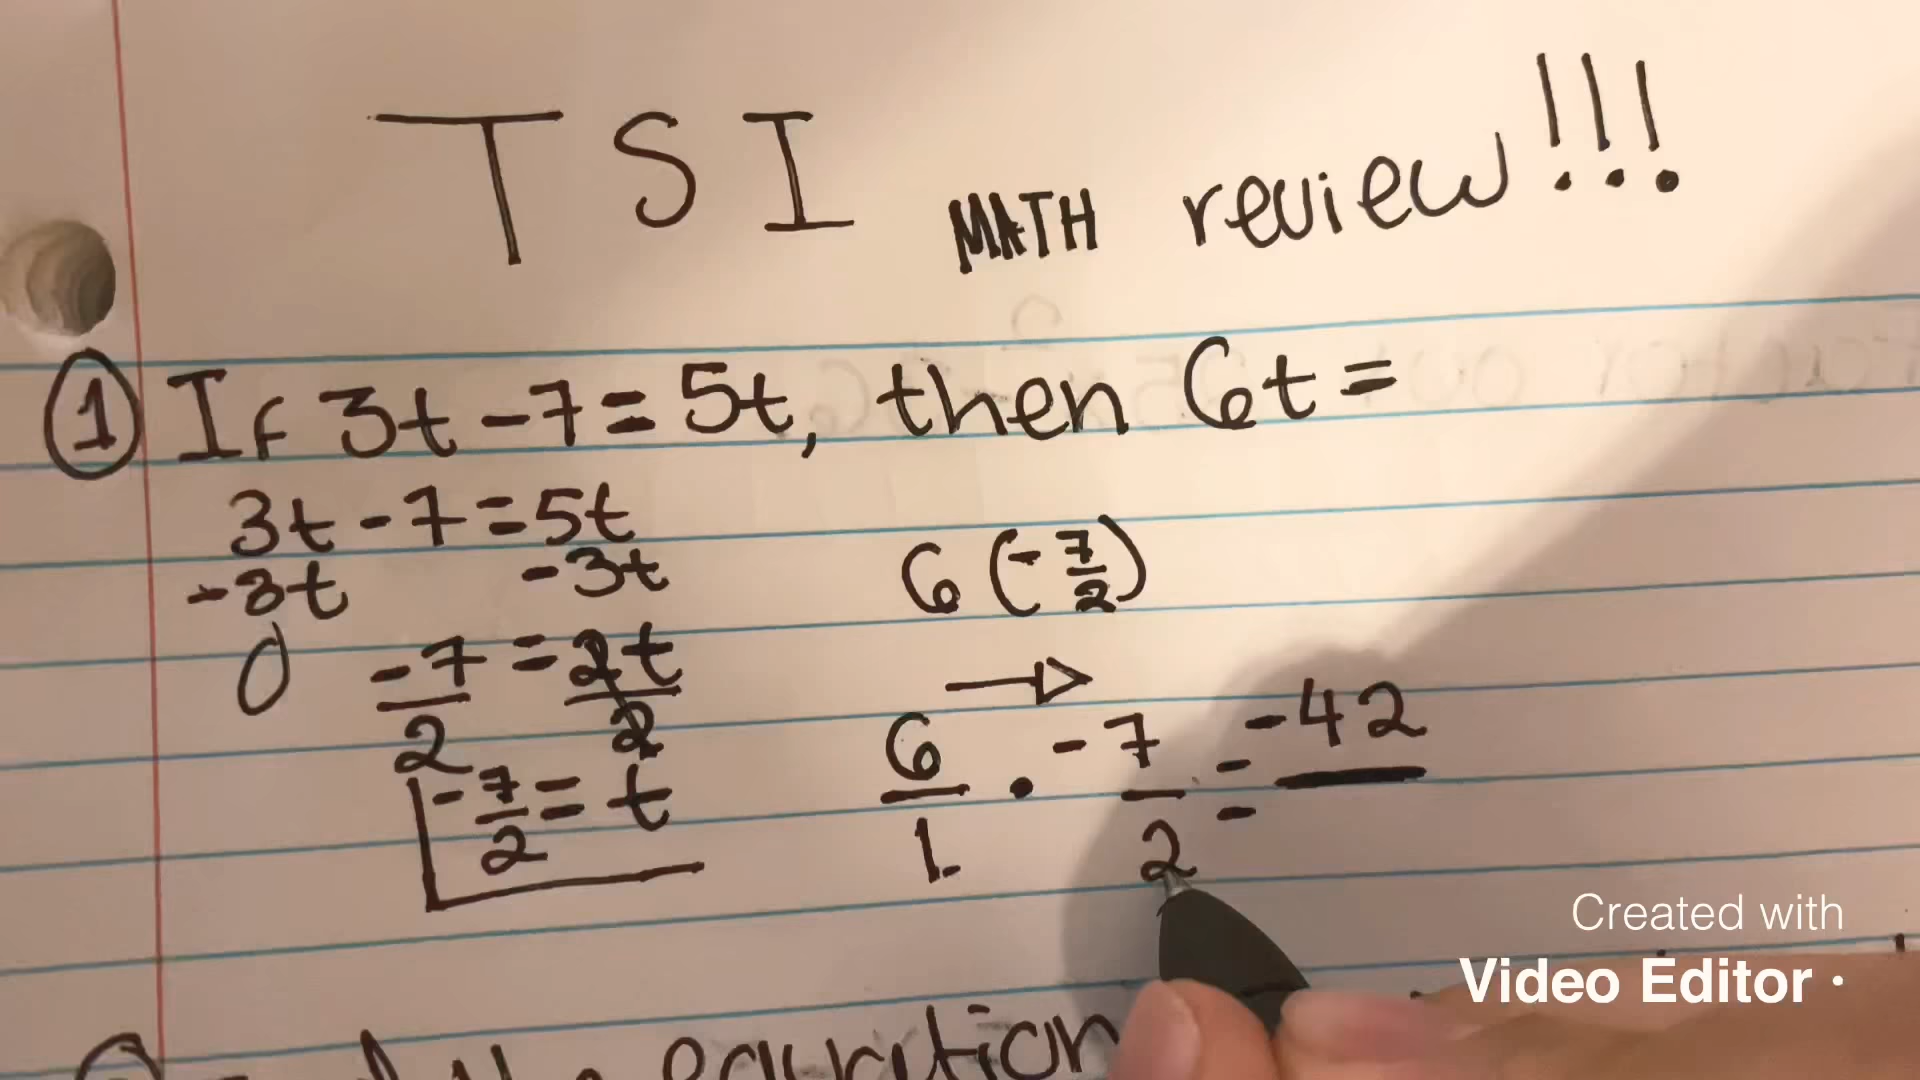 TSI MATH review!!!
① If 3t - 7 = 5t, then 6t =
3t - 7 = 5t
-3t -3t
0 -7/2 = 2t/2
-7/2 = t
6(-7/2)
6/1 · -7/2 = -42
equation
Created with
Video Editor ·